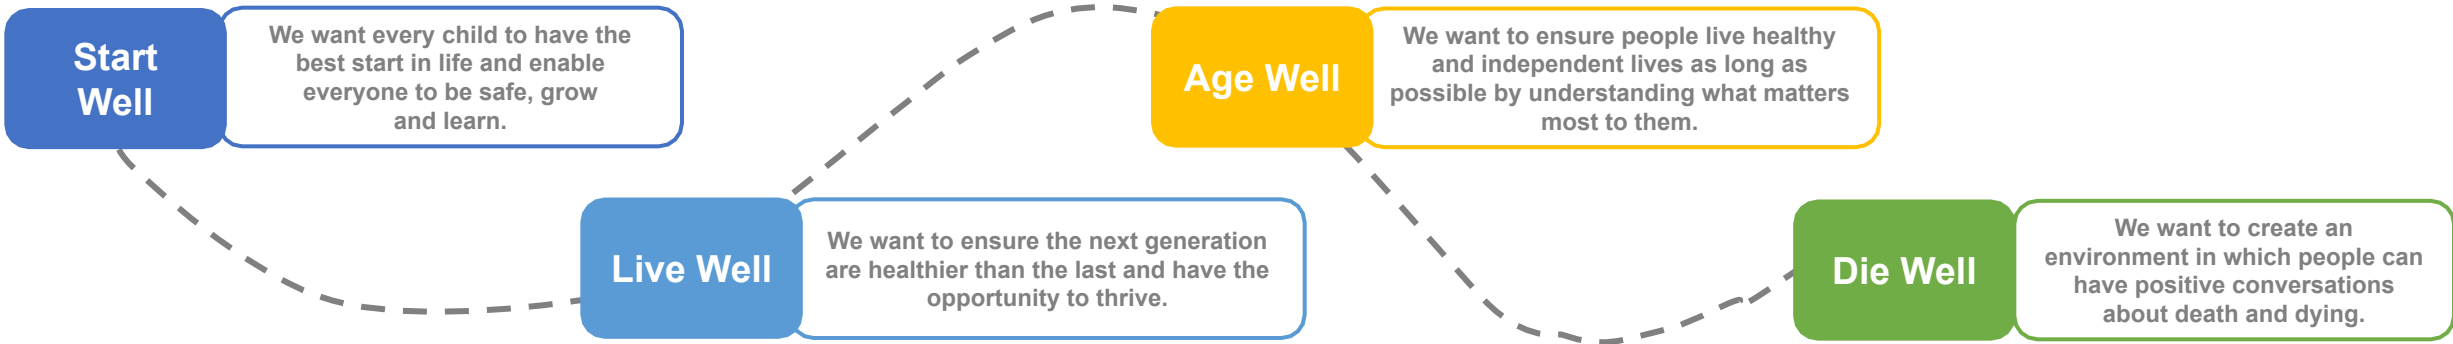 Start
Well
We want every child to have the
best start in life and enable
everyone to be safe, grow
and learn.
Live Well
We want to ensure the next generation
are healthier than the last and have the
opportunity to thrive.
Age Well
We want to ensure people live healthy
and independent lives as long as
possible by understanding what matters
most to them.
Die Well
We want to create an
environment in which people can
have positive conversations
about death and dying.